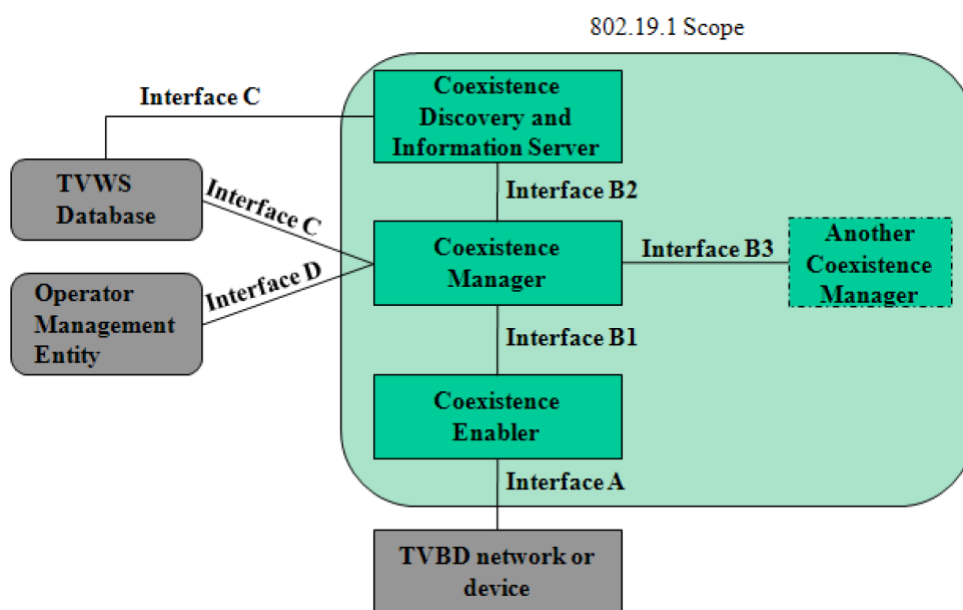 802.19.1 Scope
Coexistence
Discovery and
Information Server
Interface C
Interface B2
TVWS
Database
Interface C
Coexistence
Manager
Interface B3
Another
Coexistence
Manager
Interface D
Operator
Management
Entity
Interface B1
Coexistence
Enabler
Interface A
TVBD network or
device